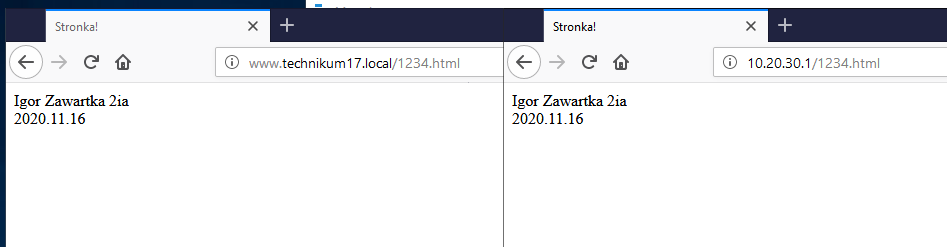 Stronka!
www.technikum17.local/1234.html
Igor Zawartka 2ia
2020.11.16
Stronka!
10.20.30.1/1234.html
Igor Zawartka 2ia
2020.11.16